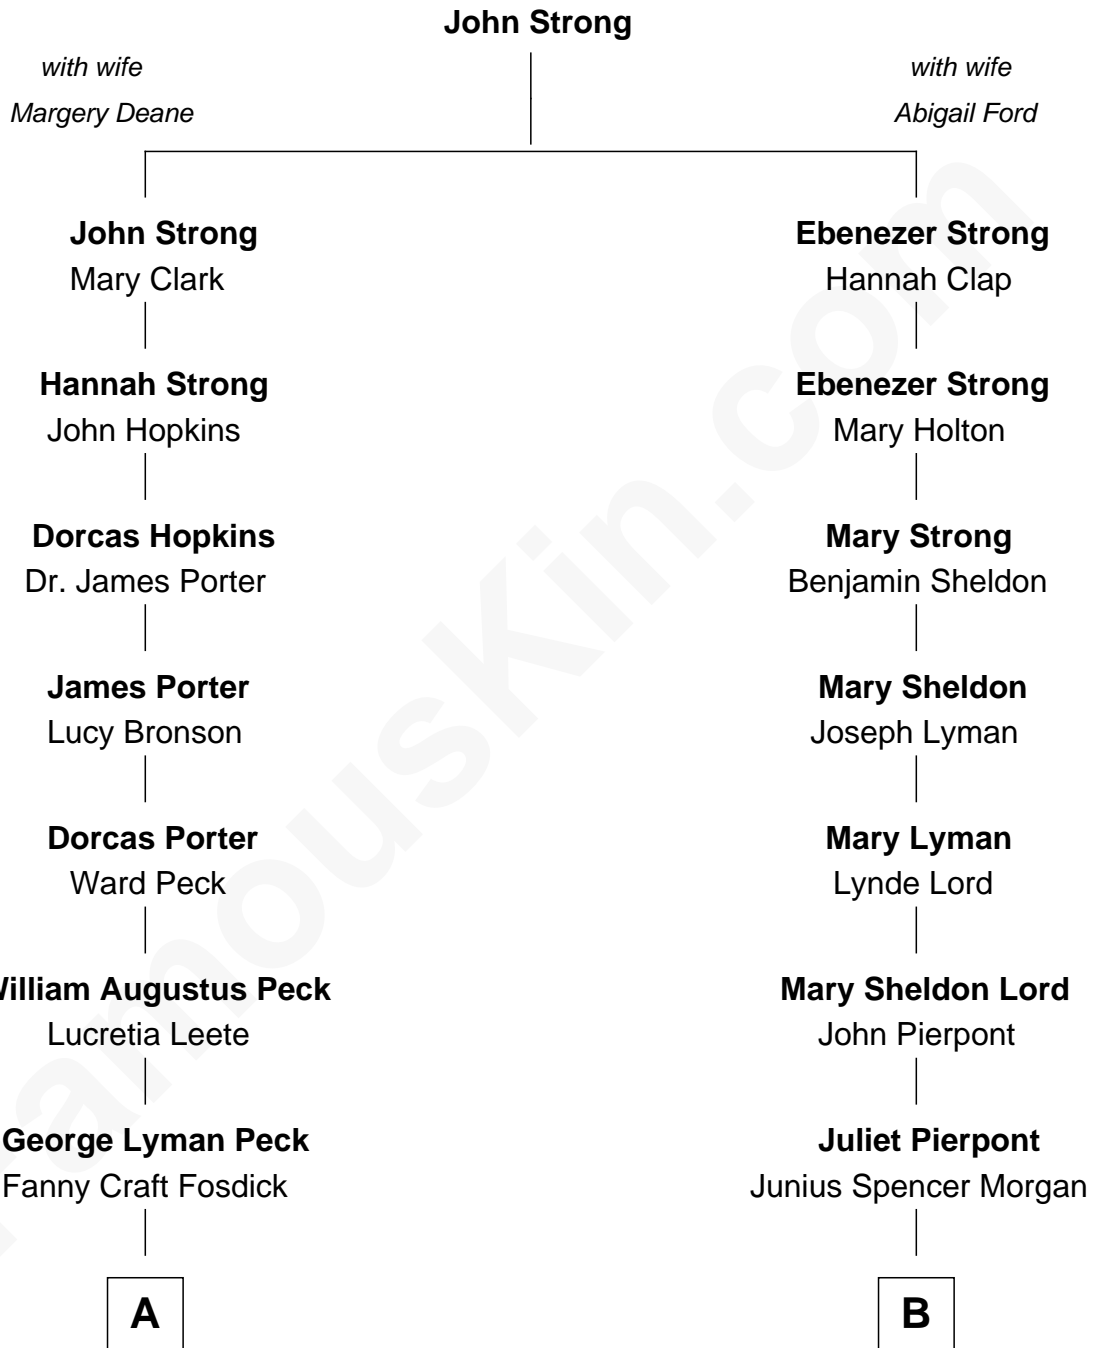 John Strong
with wife
Margery Deane
with wife
Abigail Ford
John Strong
Mary Clark
Ebenezer Strong
Hannah Clap
Hannah Strong
John Hopkins
Ebenezer Strong
Mary Holton
Dorcas Hopkins
Dr. James Porter
Mary Strong
Benjamin Sheldon
James Porter
Lucy Bronson
Mary Sheldon
Joseph Lyman
Dorcas Porter
Ward Peck
Mary Lyman
Lynde Lord
William Augustus Peck
Lucretia Leete
Mary Sheldon Lord
John Pierpont
George Lyman Peck
Fanny Craft Fosdick
Juliet Pierpont
Junius Spencer Morgan
A
B
FamousKin.com